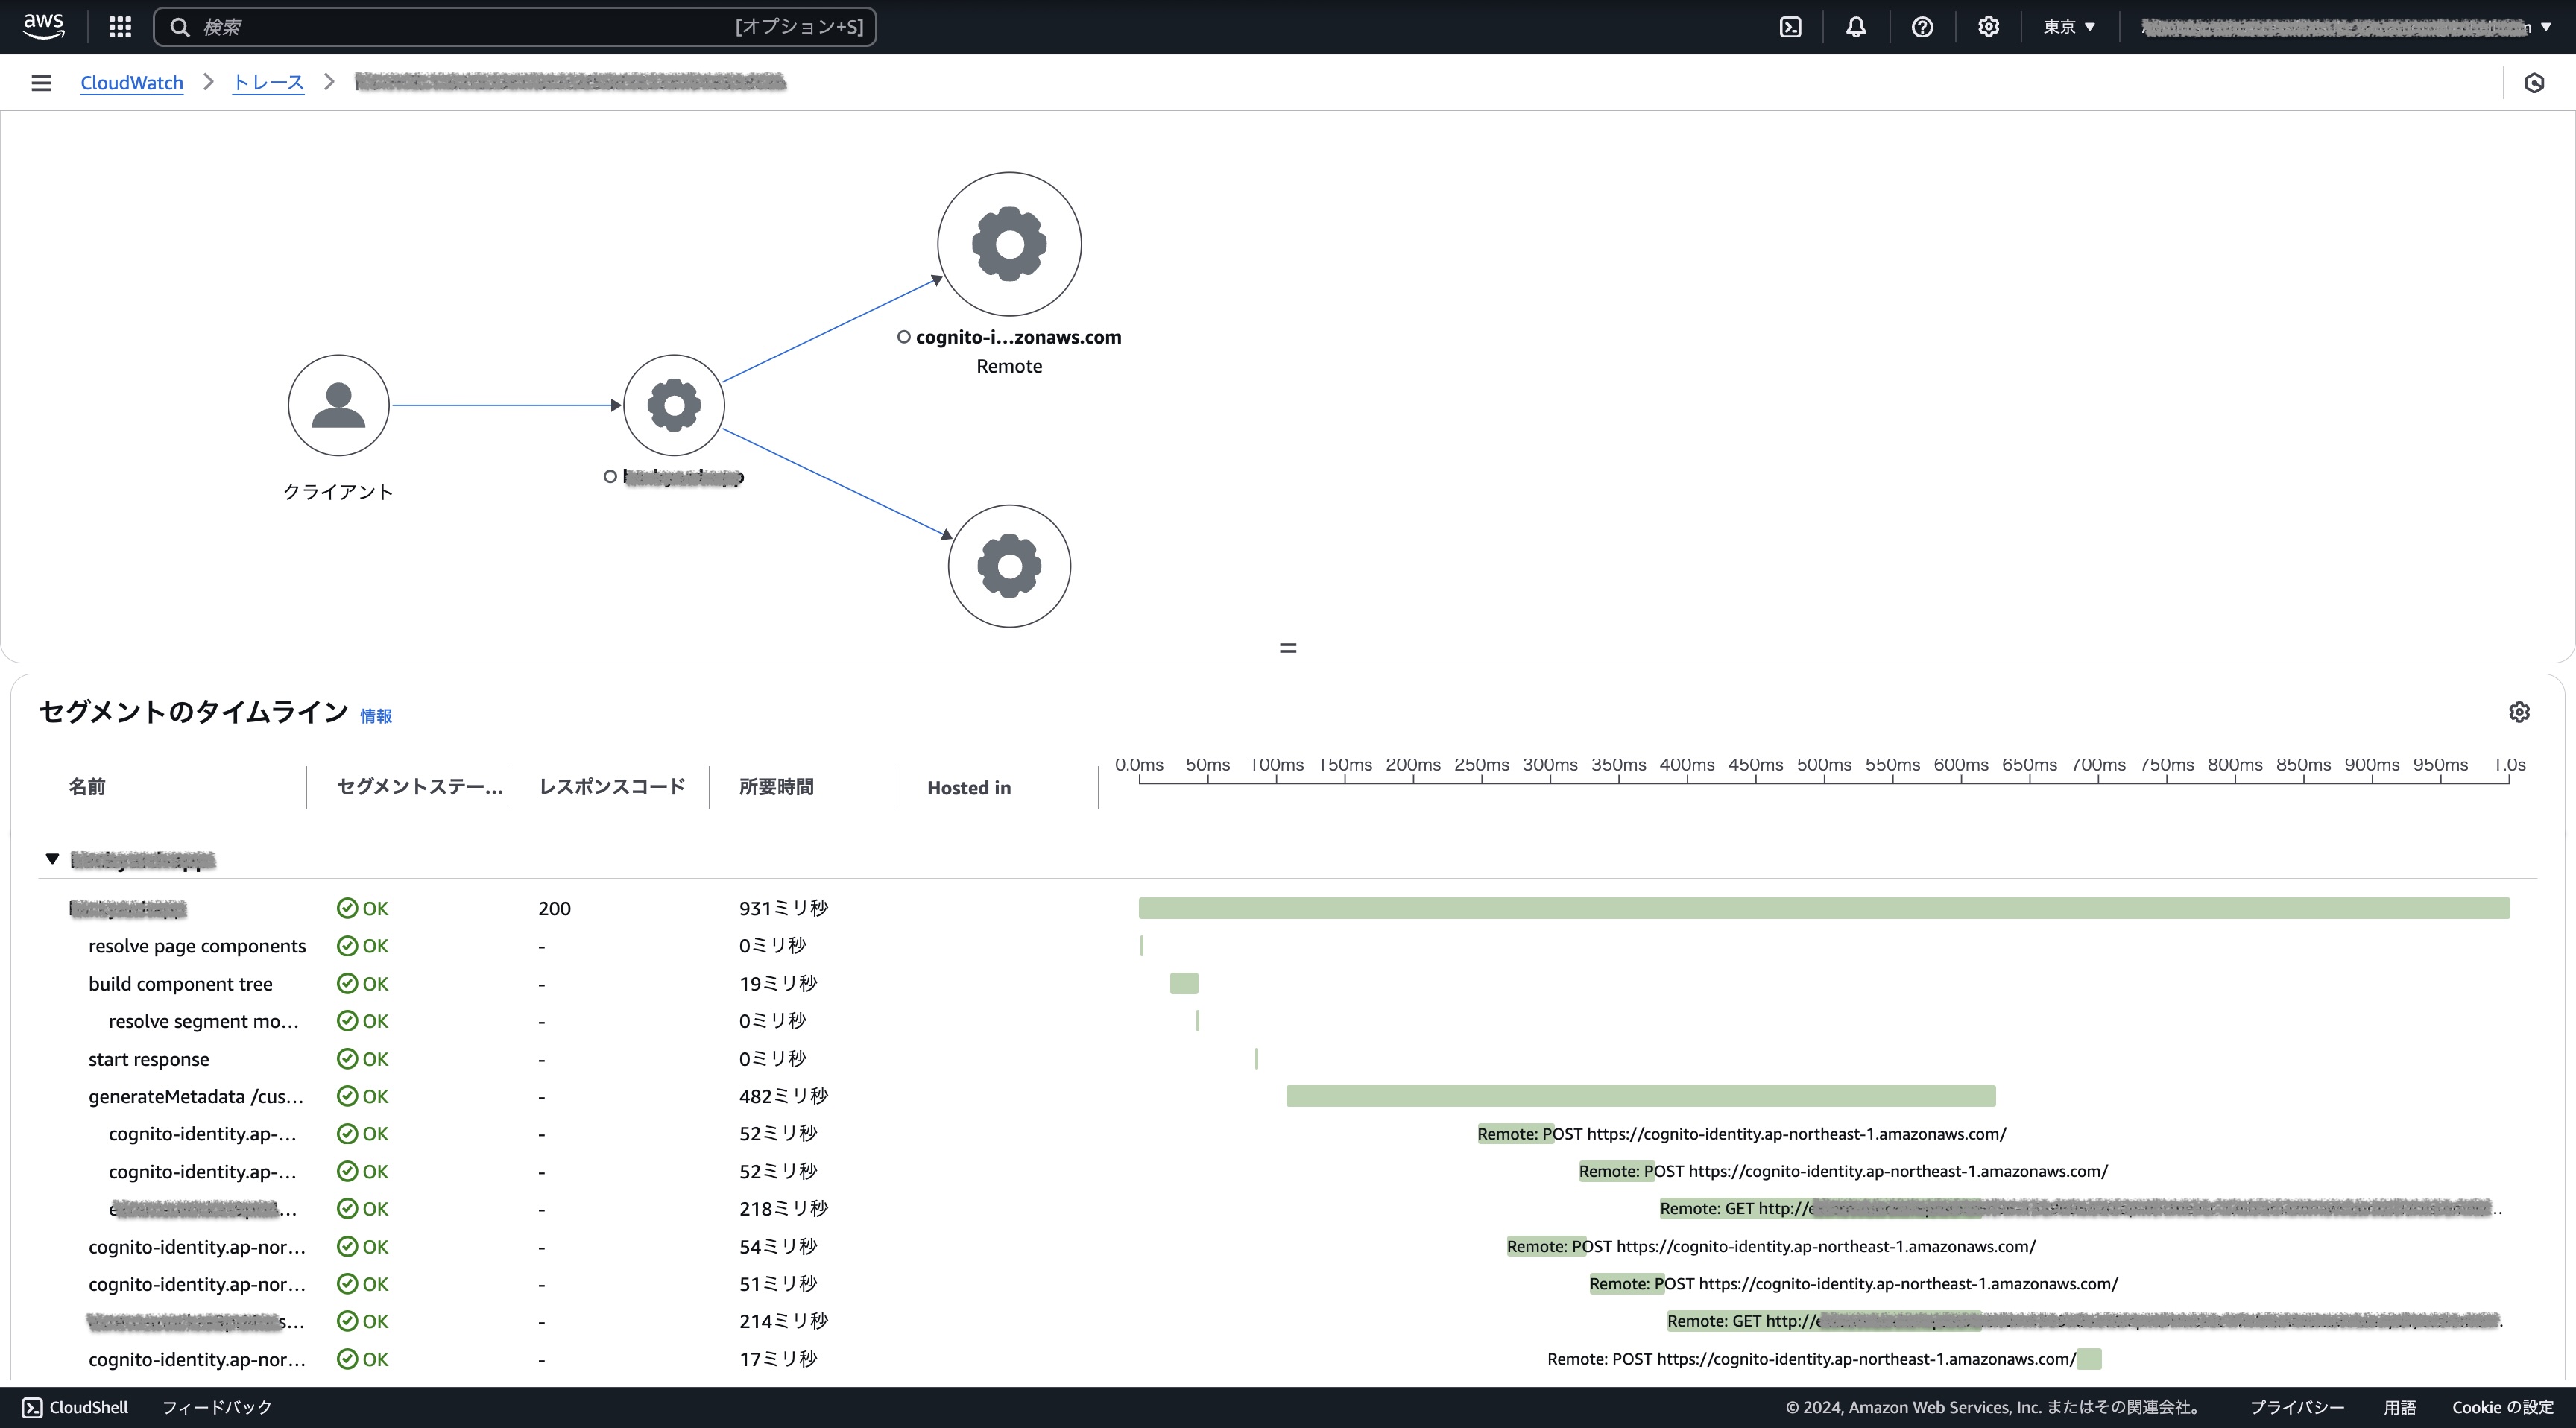 aws 検索 [オプション+S] 東京
CloudWatch トレース
cognito-i...zonaws.com
Remote
クライアント
セグメントのタイムライン 情報
名前 セグメントステー... レスポンスコード 所要時間 Hosted in 0.0ms 50ms 100ms 150ms 200ms 250ms 300ms 350ms 400ms 450ms 500ms 550ms 600ms 650ms 700ms 750ms 800ms 850ms 900ms 950ms 1.0s
OK 200 931ミリ秒
resolve page components OK - 0ミリ秒
build component tree OK - 19ミリ秒
resolve segment mo... OK - 0ミリ秒
start response OK - 0ミリ秒
generateMetadata /cus... OK - 482ミリ秒
cognito-identity.ap-... OK - 52ミリ秒 Remote: POST https://cognito-identity.ap-northeast-1.amazonaws.com/
cognito-identity.ap-... OK - 52ミリ秒 Remote: POST https://cognito-identity.ap-northeast-1.amazonaws.com/
OK - 218ミリ秒 Remote: GET http://
cognito-identity.ap-nor... OK - 54ミリ秒 Remote: POST https://cognito-identity.ap-northeast-1.amazonaws.com/
cognito-identity.ap-nor... OK - 51ミリ秒 Remote: POST https://cognito-identity.ap-northeast-1.amazonaws.com/
OK - 214ミリ秒 Remote: GET http://
cognito-identity.ap-nor... OK - 17ミリ秒 Remote: POST https://cognito-identity.ap-northeast-1.amazonaws.com/
CloudShell フィードバック © 2024, Amazon Web Services, Inc. またはその関連会社。 プライバシー 用語 Cookie の設定